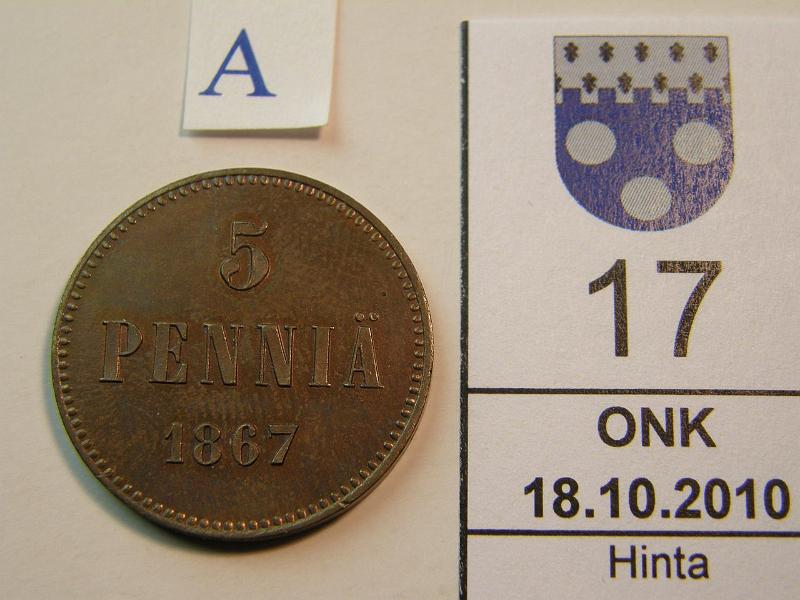 A
5
PENNIÄ
1867
17
ONK
18.10.2010
Hinta